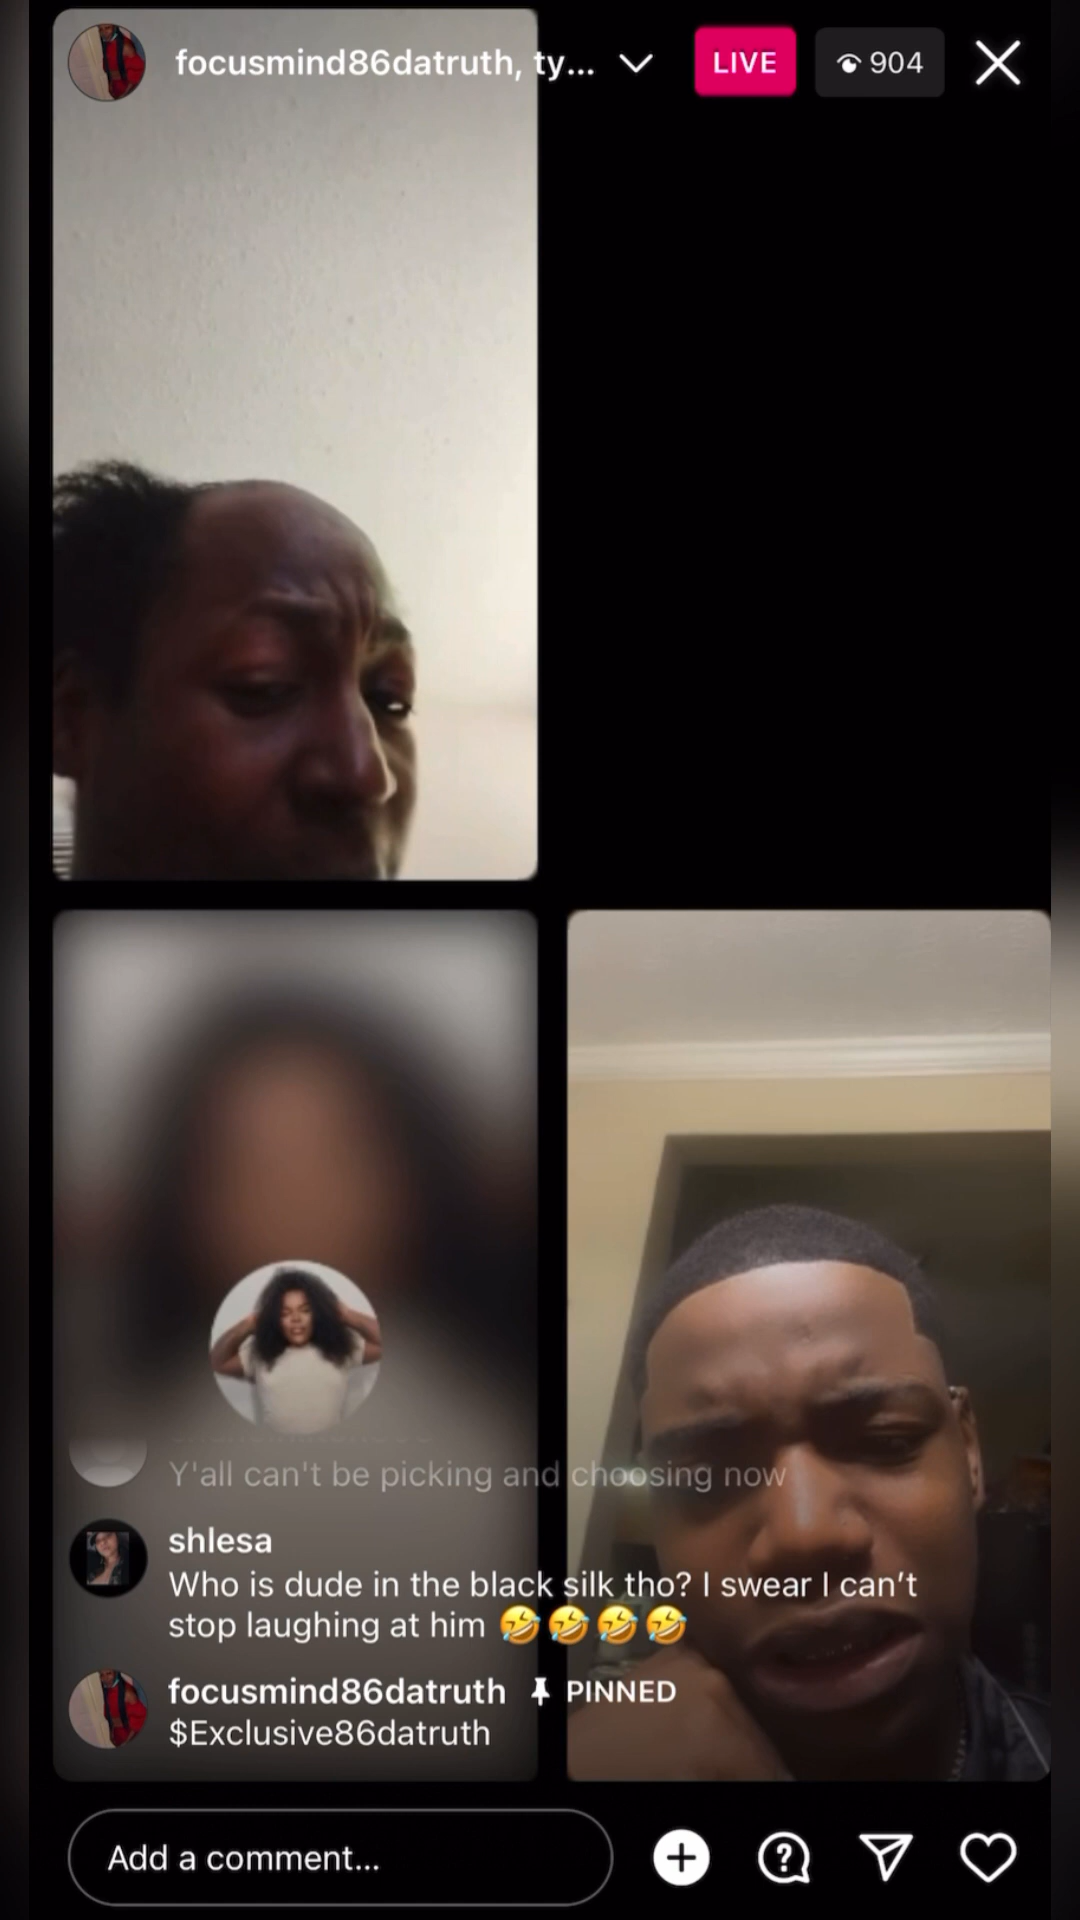 focusmind86datruth, ty...
LIVE
904
Y'all can't be picking and choosing now
shlesa
Who is dude in the black silk tho? I swear I can’t
stop laughing at him 🤣🤣🤣🤣
focusmind86datruth PINNED
$Exclusive86datruth
Add a comment...